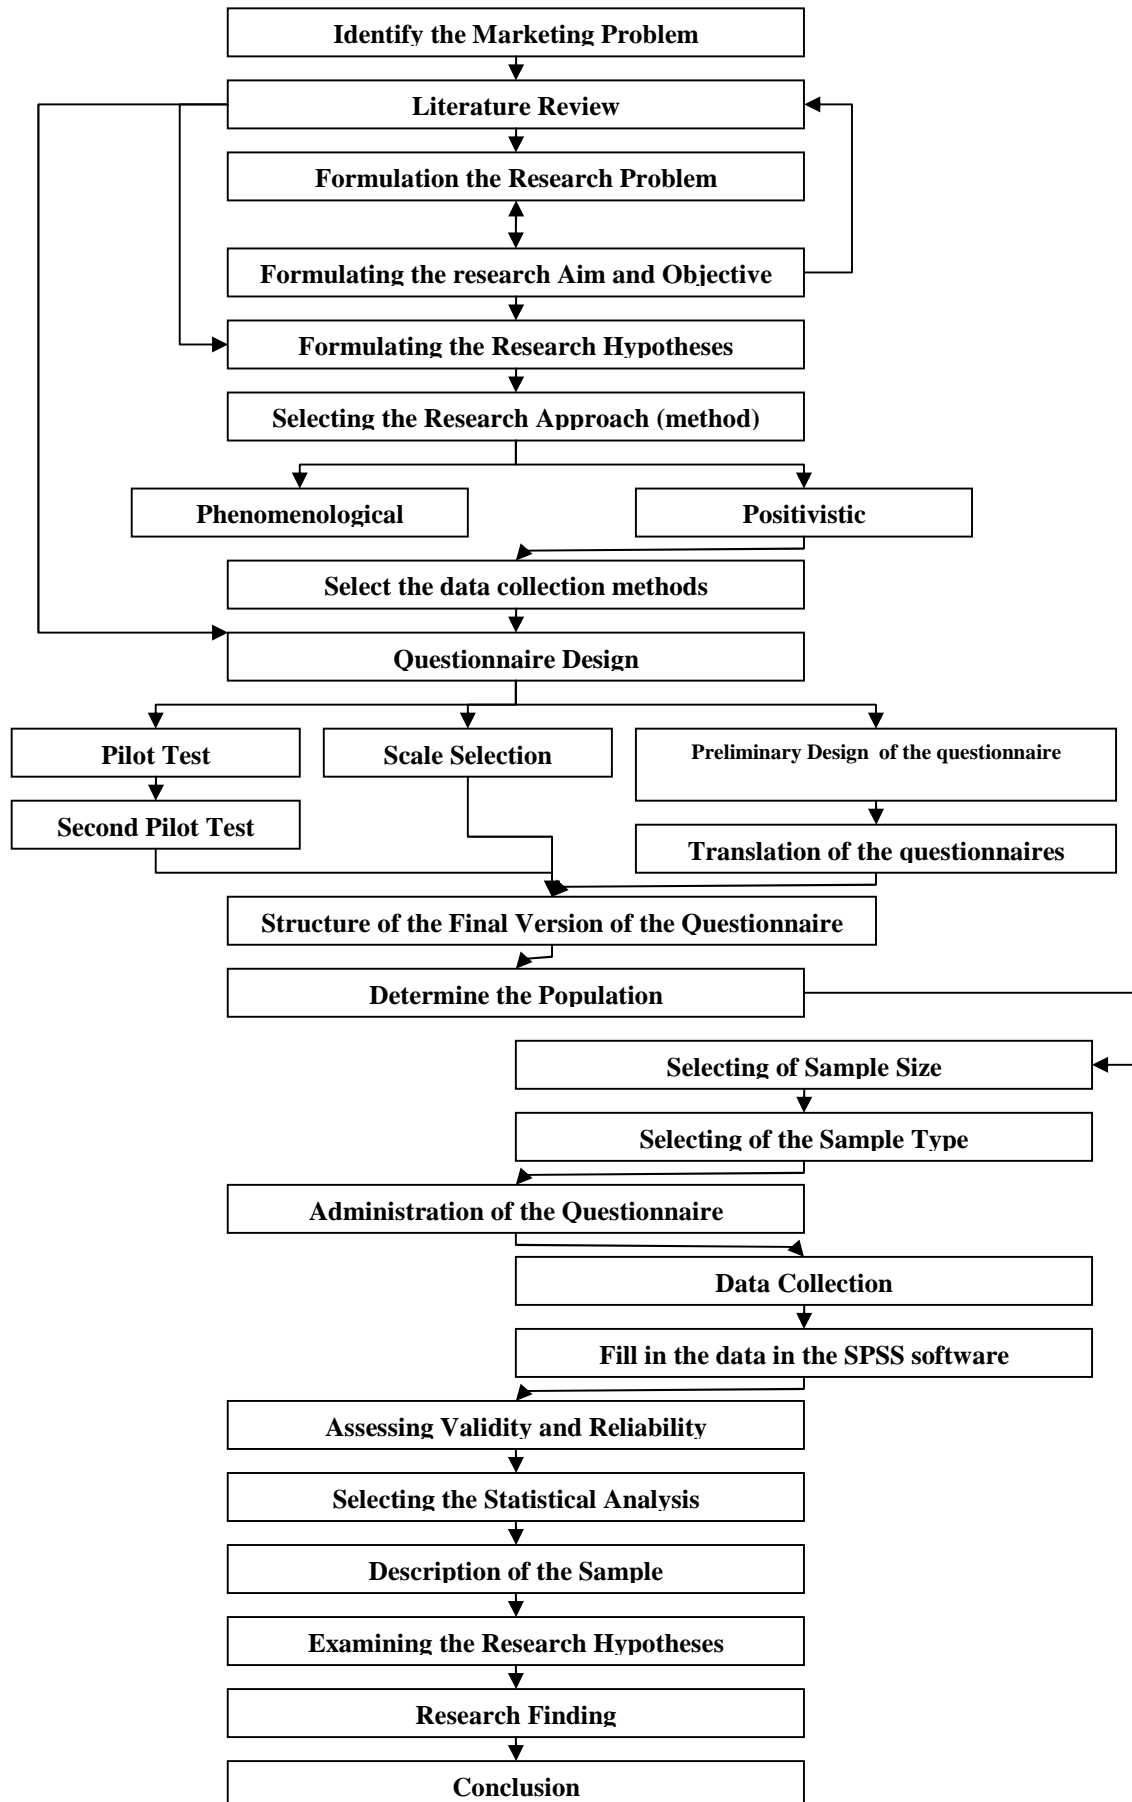 Identify the Marketing Problem
Literature Review
Formulation the Research Problem
Formulating the research Aim and Objective
Formulating the Research Hypotheses
Selecting the Research Approach (method)
Phenomenological
Positivistic
Select the data collection methods
Questionnaire Design
Pilot Test
Scale Selection
Preliminary Design of the questionnaire
Second Pilot Test
Translation of the questionnaires
Structure of the Final Version of the Questionnaire
Determine the Population
Selecting of Sample Size
Selecting of the Sample Type
Administration of the Questionnaire
Data Collection
Fill in the data in the SPSS software
Assessing Validity and Reliability
Selecting the Statistical Analysis
Description of the Sample
Examining the Research Hypotheses
Research Finding
Conclusion